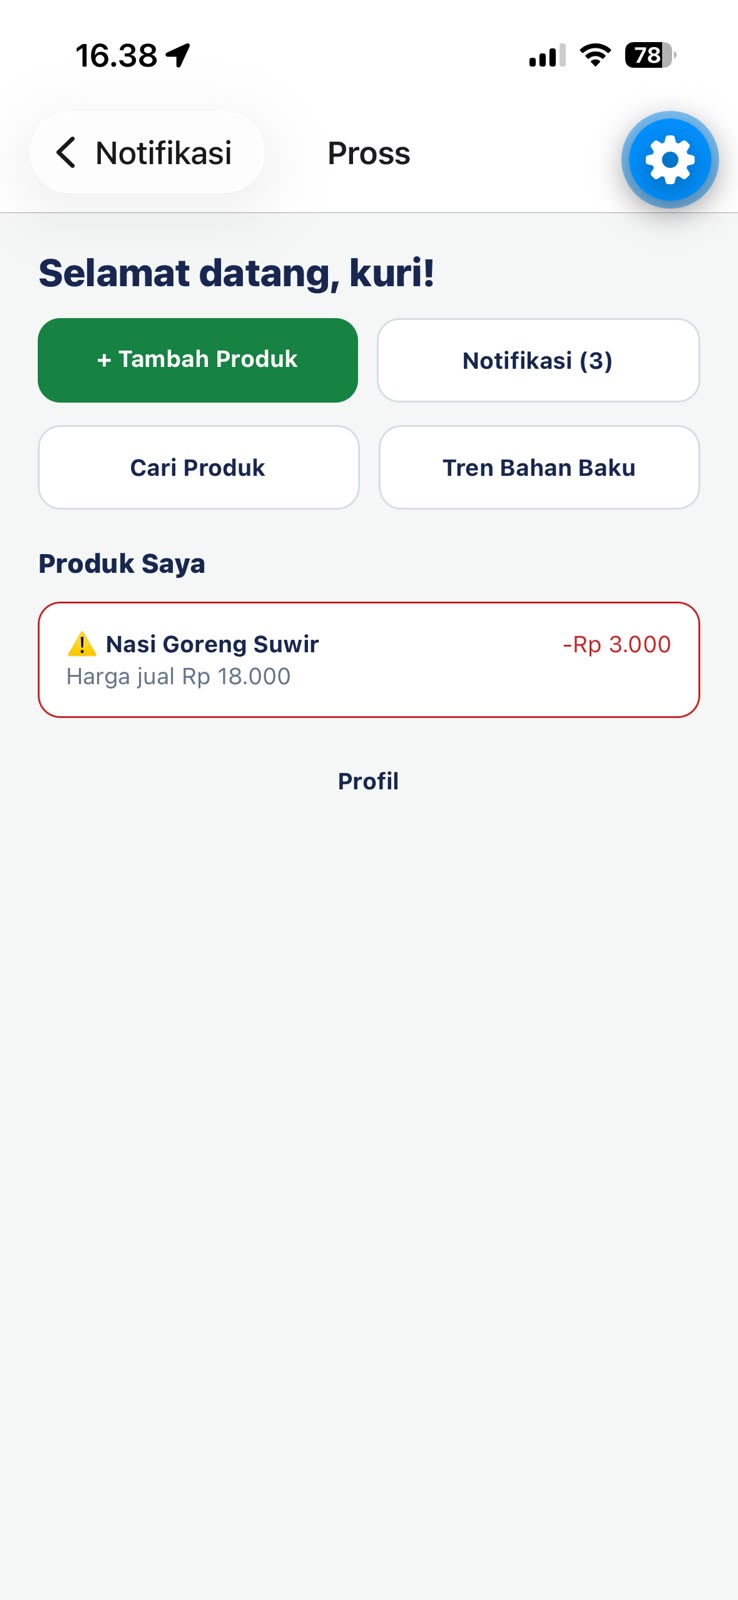 16.38
78
Notifikasi
Pross
Selamat datang, kuri!
+ Tambah Produk
Notifikasi (3)
Cari Produk
Tren Bahan Baku
Produk Saya
⚠️ Nasi Goreng Suwir
-Rp 3.000
Harga jual Rp 18.000
Profil